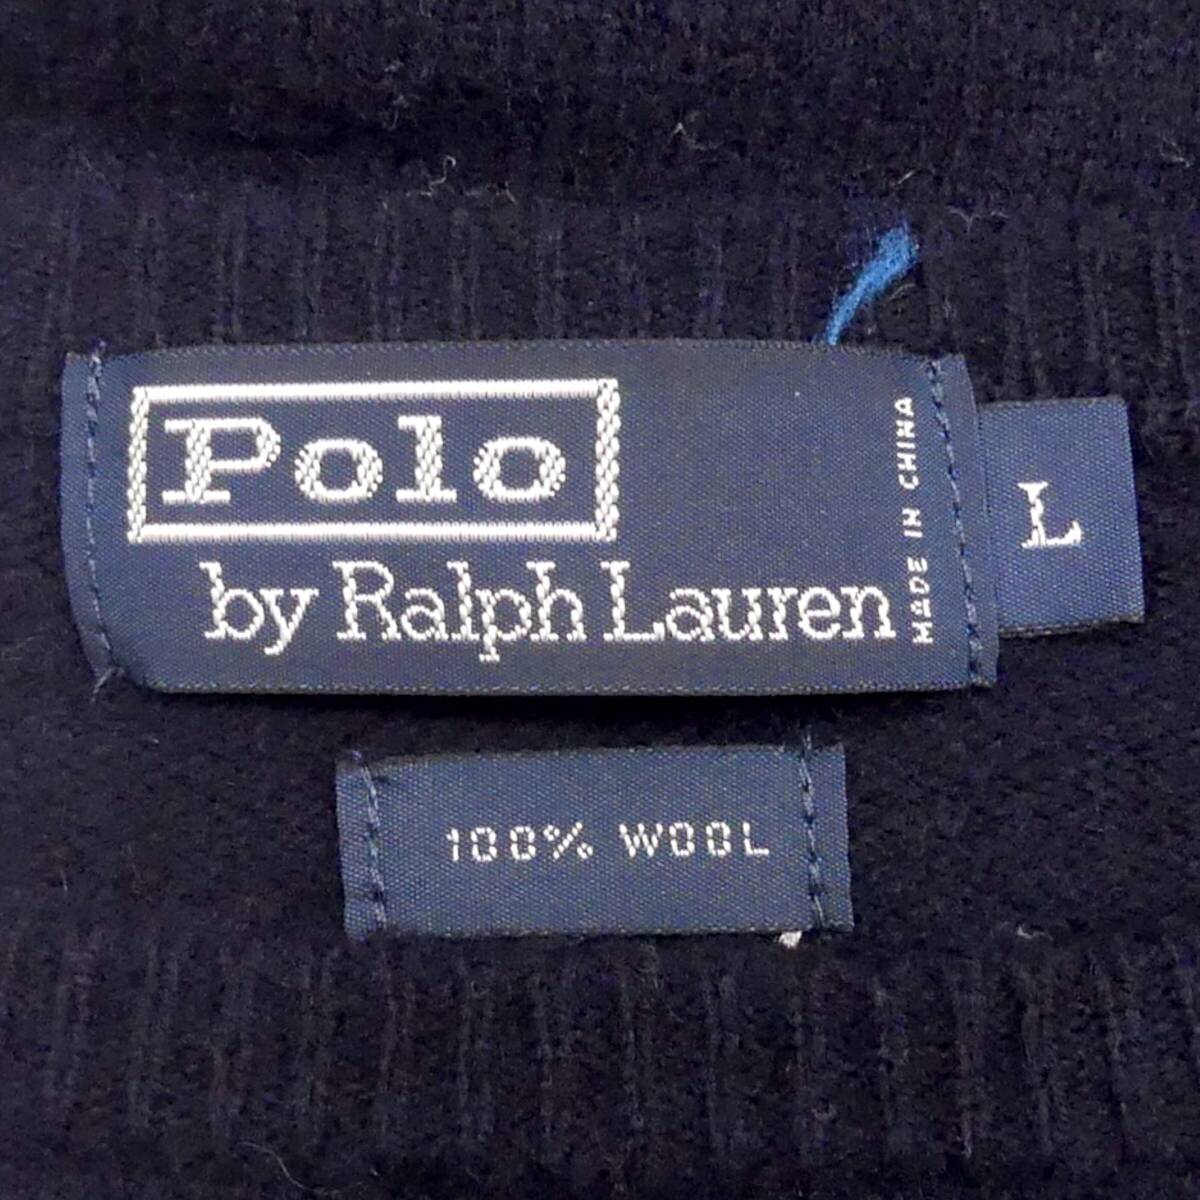 Polo
by Ralph Lauren
MADE IN CHINA
L
100% WOOL